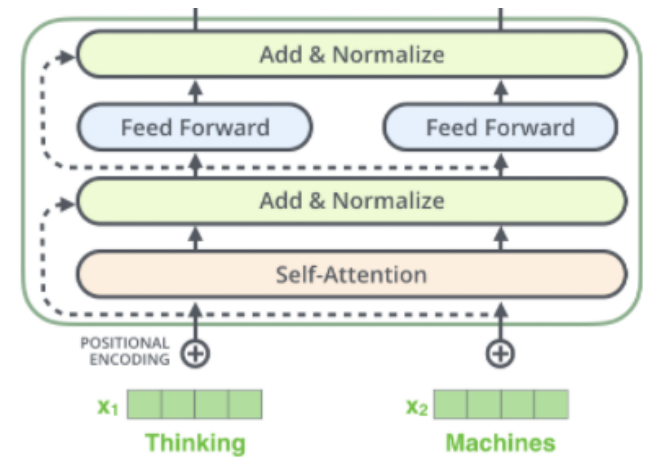 Add & Normalize
Feed Forward Feed Forward
Add & Normalize
Self-Attention
POSITIONAL
ENCODING
x₁ x₂
Thinking Machines